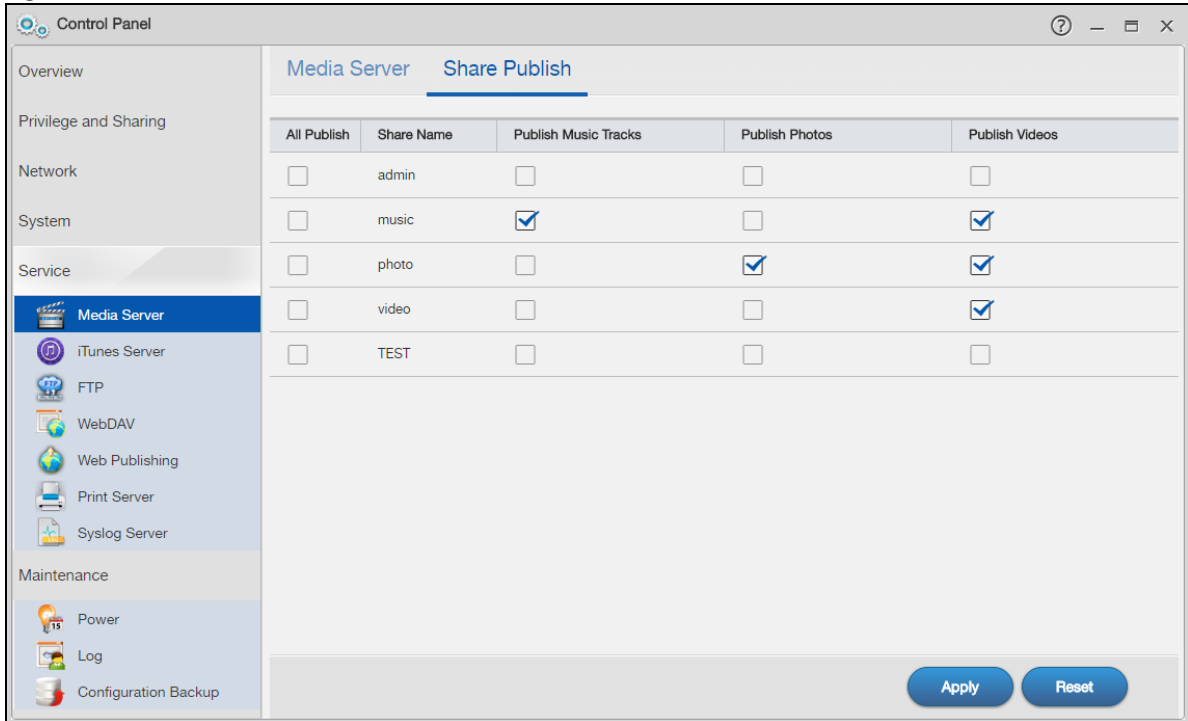 Control Panel
Overview
Privilege and Sharing
Network
System
Service
Media Server
iTunes Server
FTP
WebDAV
Web Publishing
Print Server
Syslog Server
Maintenance
Power
Log
Configuration Backup
Media Server Share Publish
All Publish Share Name Publish Music Tracks Publish Photos Publish Videos
admin
music
photo
video
TEST
Apply Reset